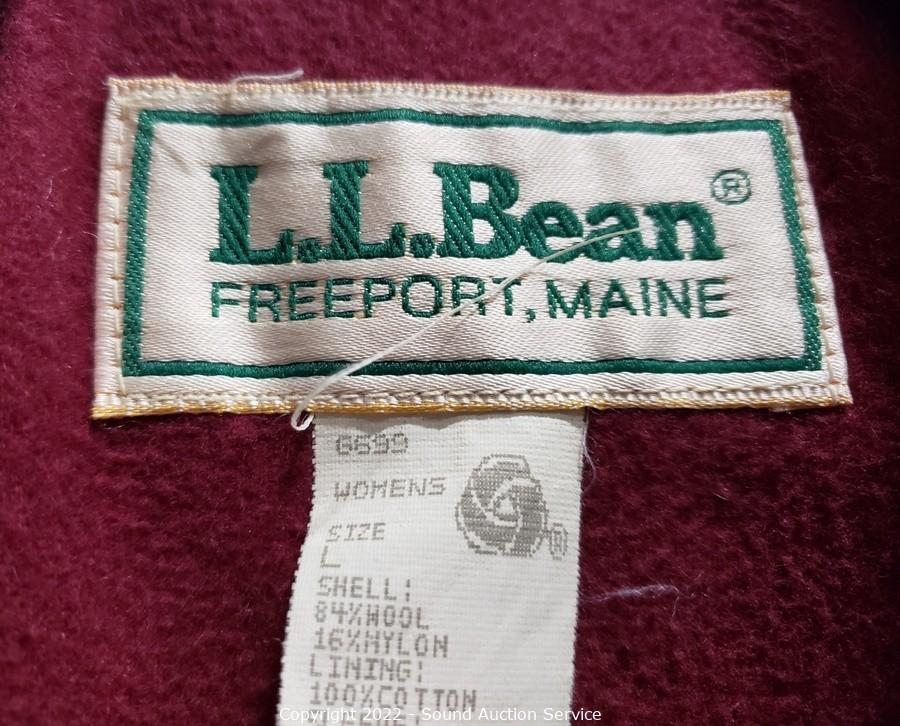 L.L.Bean®
FREEPORT, MAINE
6699
WOMENS
®
SIZE
L
SHELL:
84%WOOL
16%NYLON
LINING:
100%COTTON
Copyright 2022 - Sound Auction Service